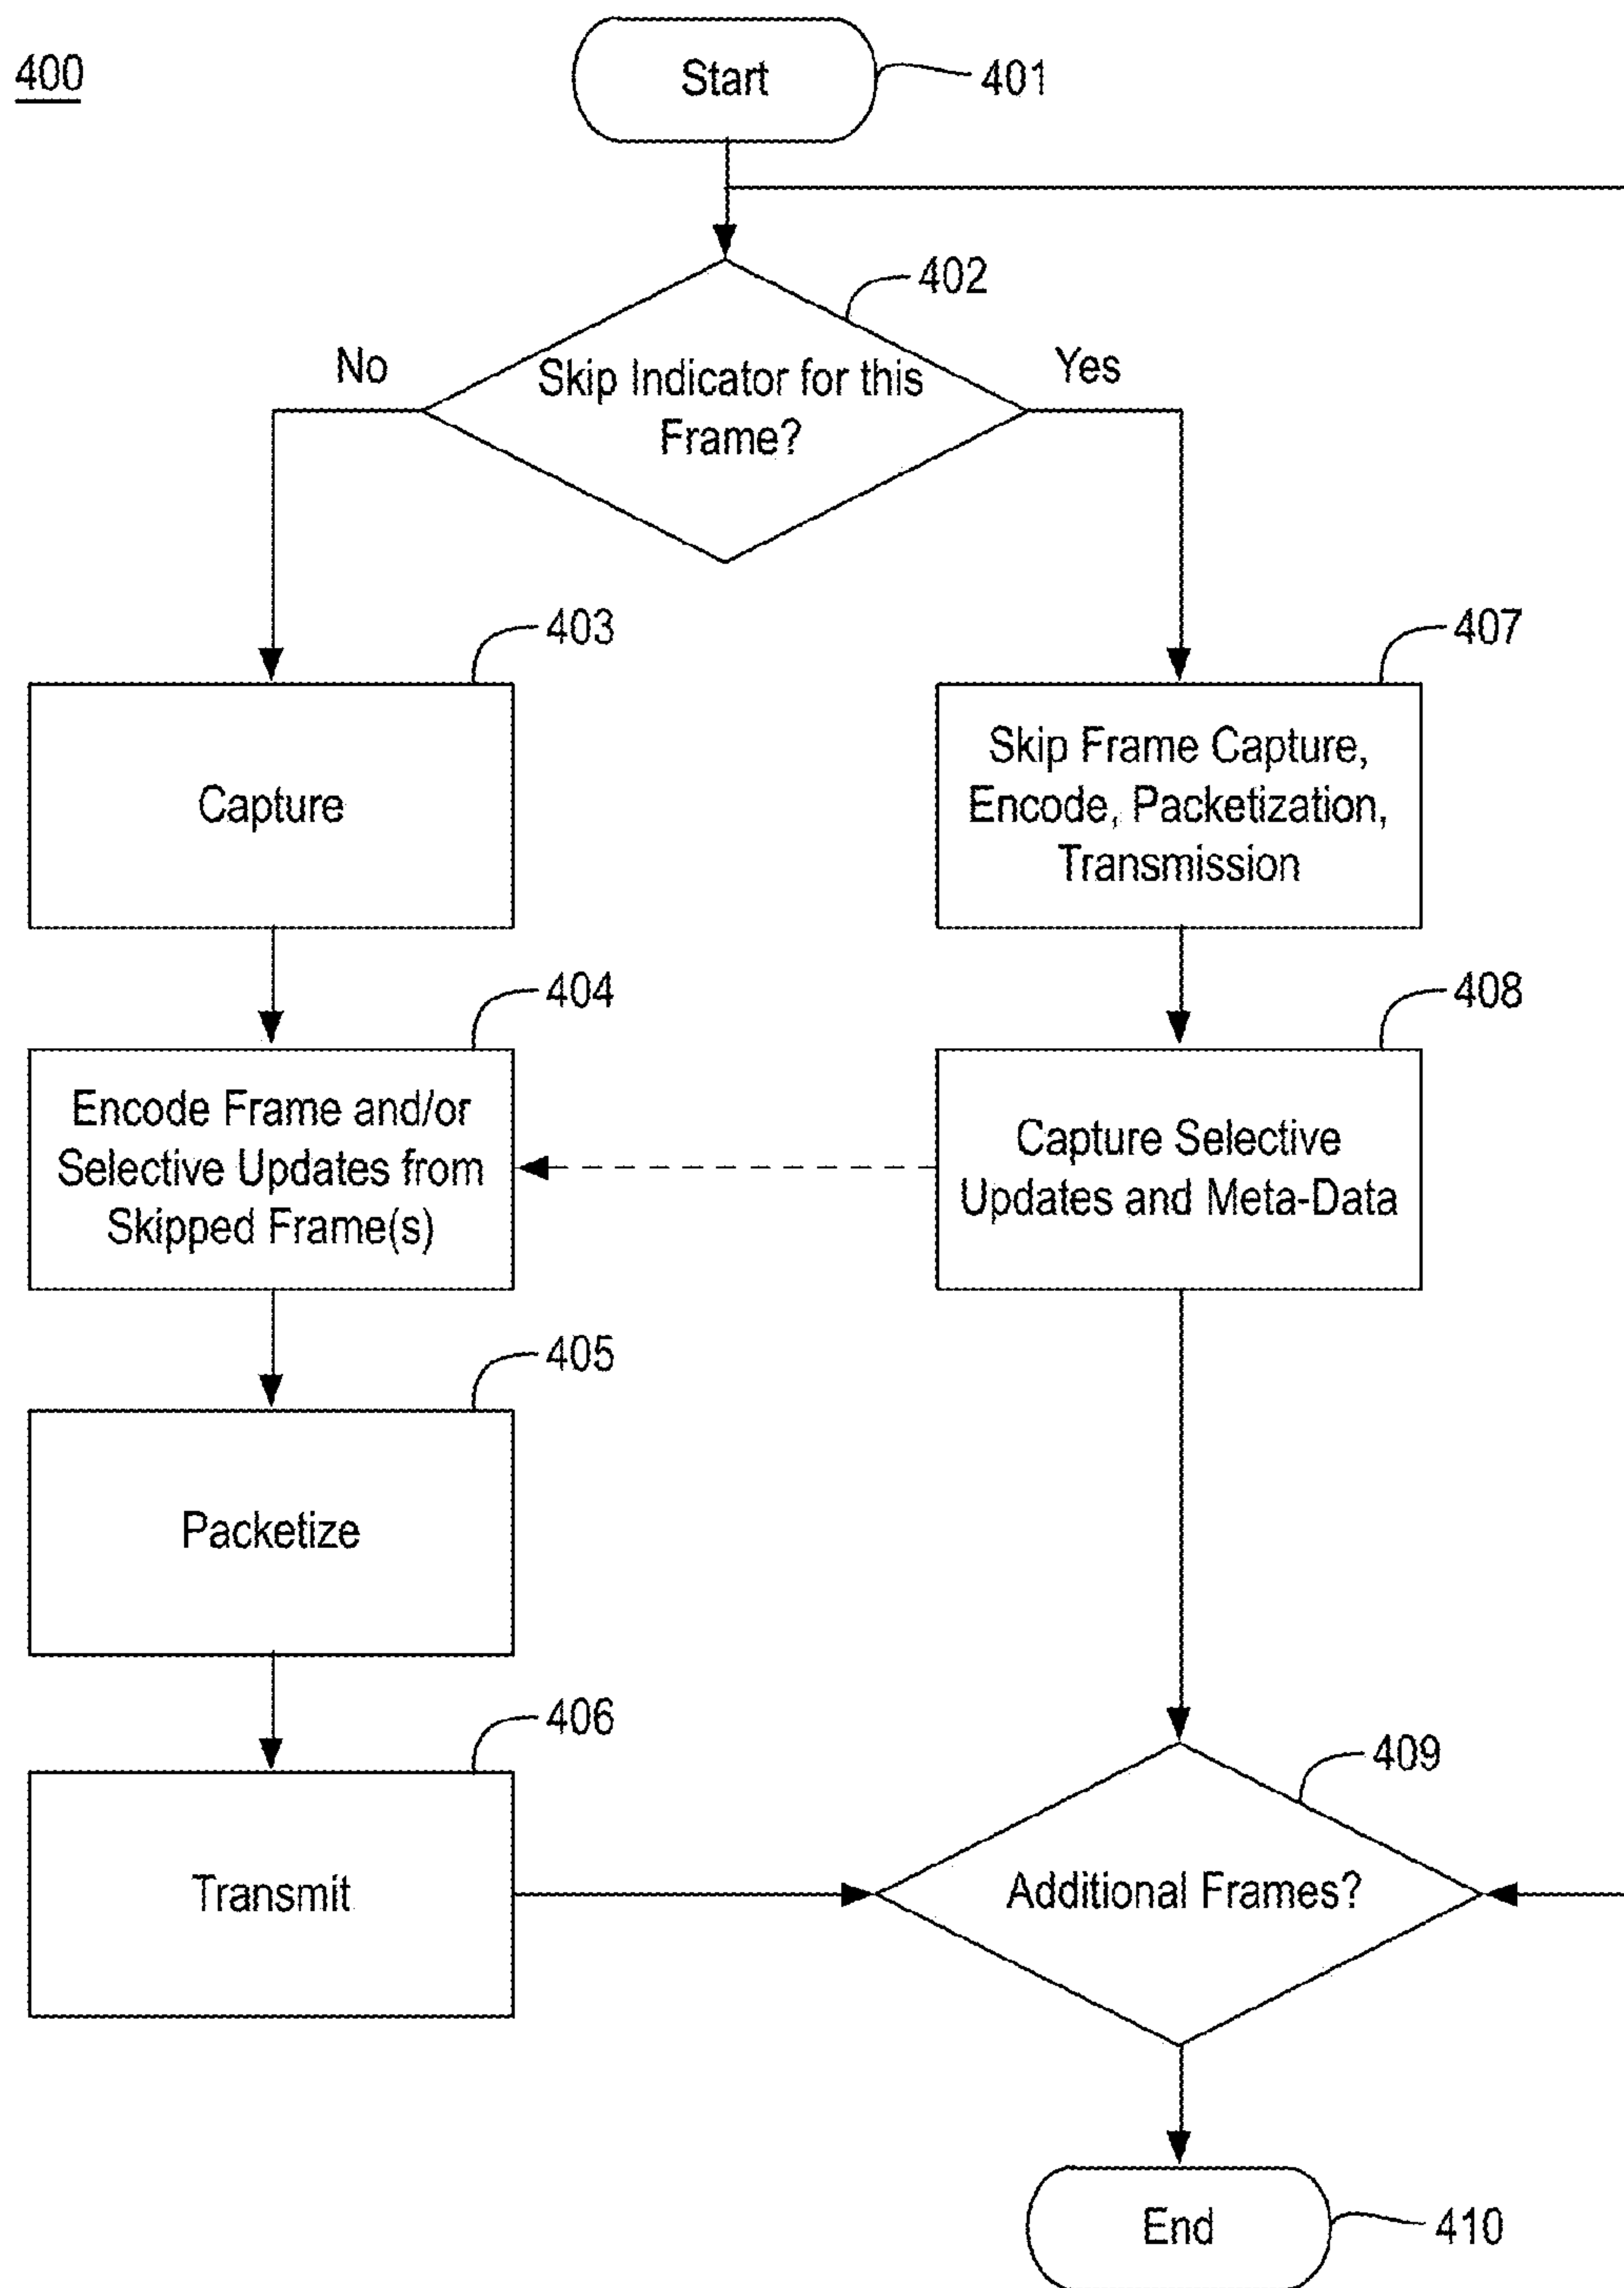 400
Start
401
402
No
Skip Indicator for this
Frame?
Yes
403
Capture
407
Skip Frame Capture,
Encode, Packetization,
Transmission
404
Encode Frame and/or
Selective Updates from
Skipped Frame(s)
408
Capture Selective
Updates and Meta-Data
405
Packetize
406
Transmit
409
Additional Frames?
End
410